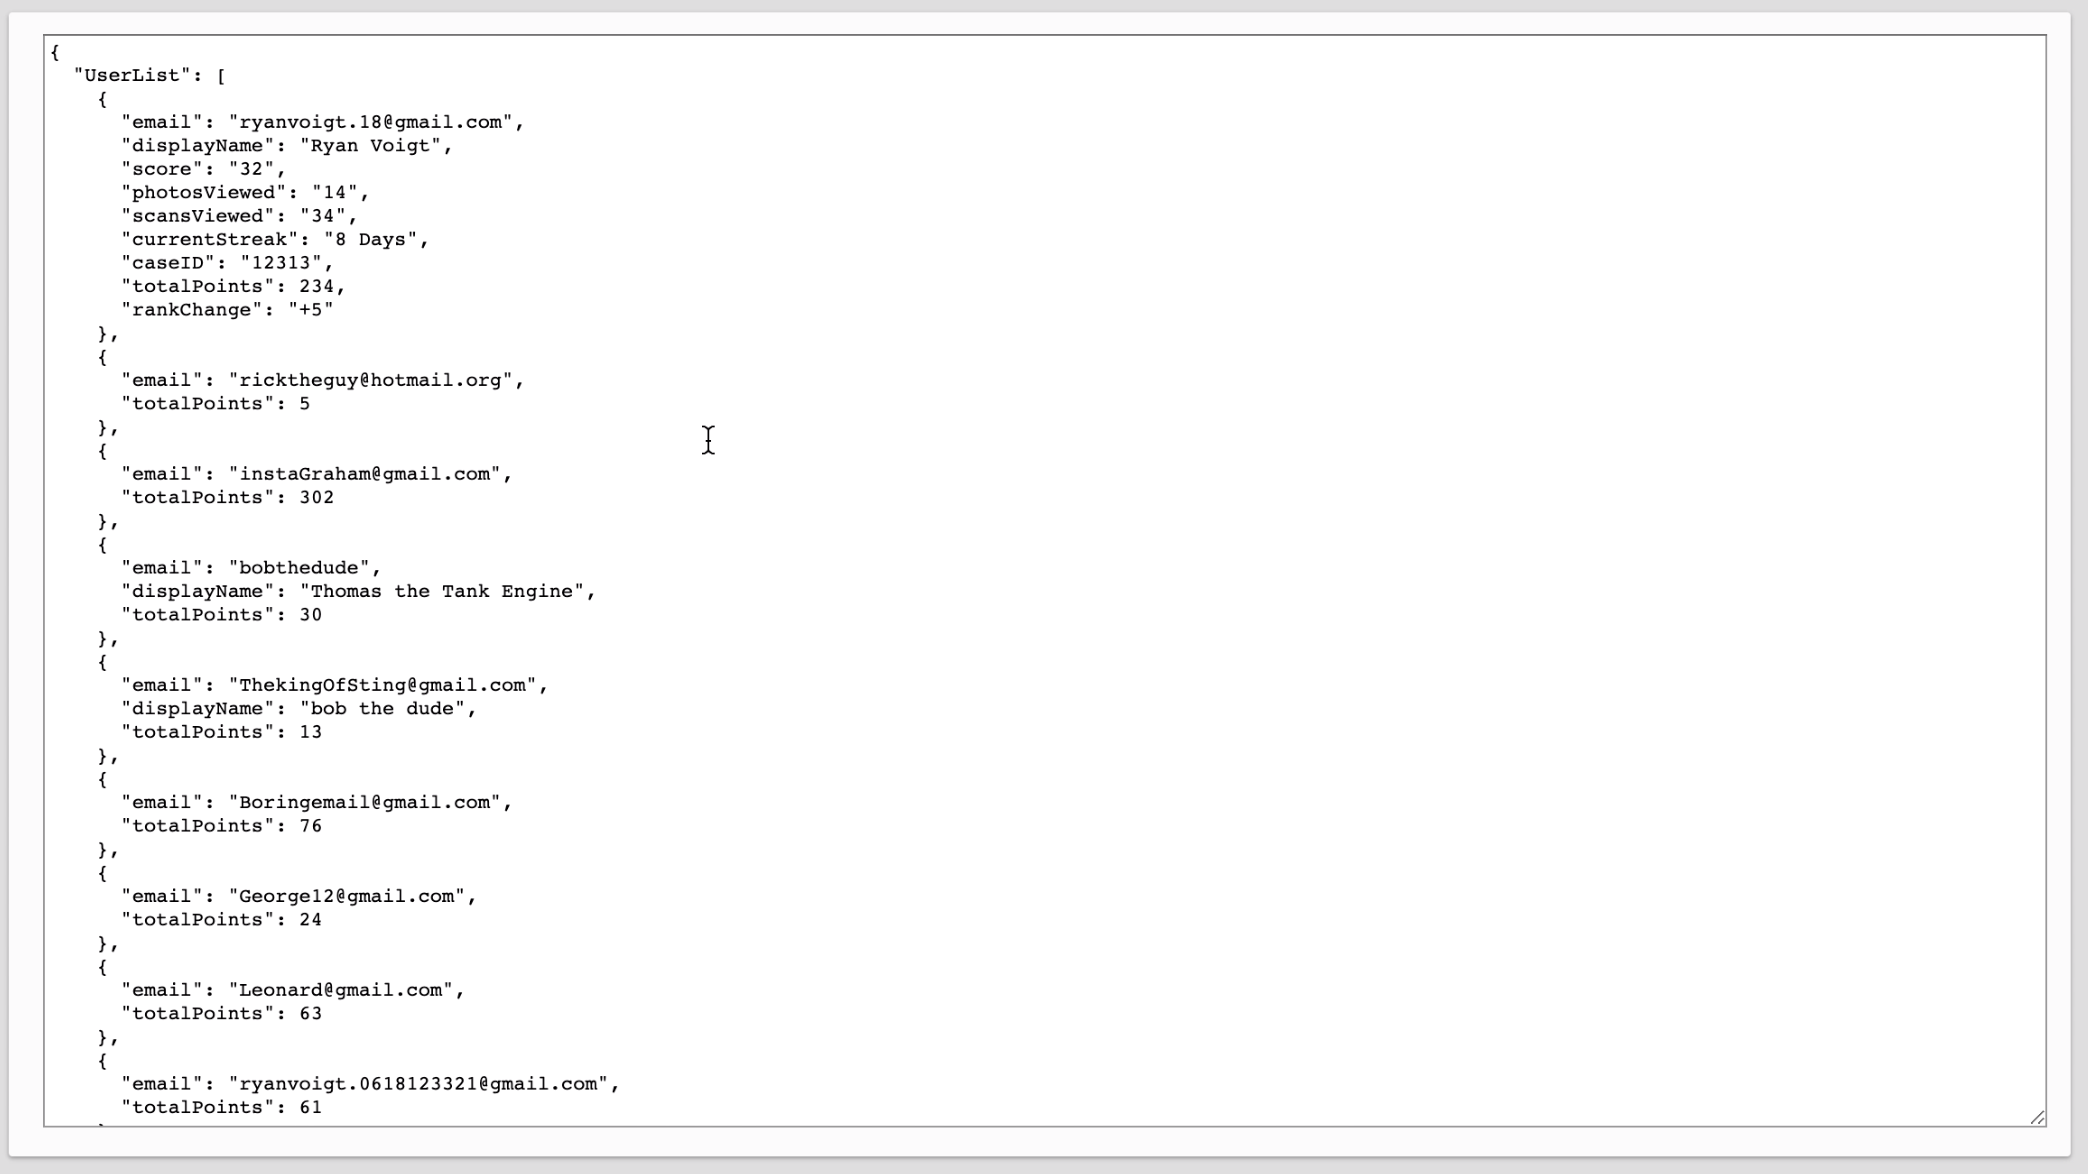 {
  "UserList": [
    {
      "email": "ryanvoigt.18@gmail.com",
      "displayName": "Ryan Voigt",
      "score": "32",
      "photosViewed": "14",
      "scansViewed": "34",
      "currentStreak": "8 Days",
      "caseID": "12313",
      "totalPoints": 234,
      "rankChange": "+5"
    },
    {
      "email": "ricktheguy@hotmail.org",
      "totalPoints": 5
    },
    {
      "email": "instaGraham@gmail.com",
      "totalPoints": 302
    },
    {
      "email": "bobthedude",
      "displayName": "Thomas the Tank Engine",
      "totalPoints": 30
    },
    {
      "email": "ThekingOfSting@gmail.com",
      "displayName": "bob the dude",
      "totalPoints": 13
    },
    {
      "email": "Boringemail@gmail.com",
      "totalPoints": 76
    },
    {
      "email": "George12@gmail.com",
      "totalPoints": 24
    },
    {
      "email": "Leonard@gmail.com",
      "totalPoints": 63
    },
    {
      "email": "ryanvoigt.0618123321@gmail.com",
      "totalPoints": 61